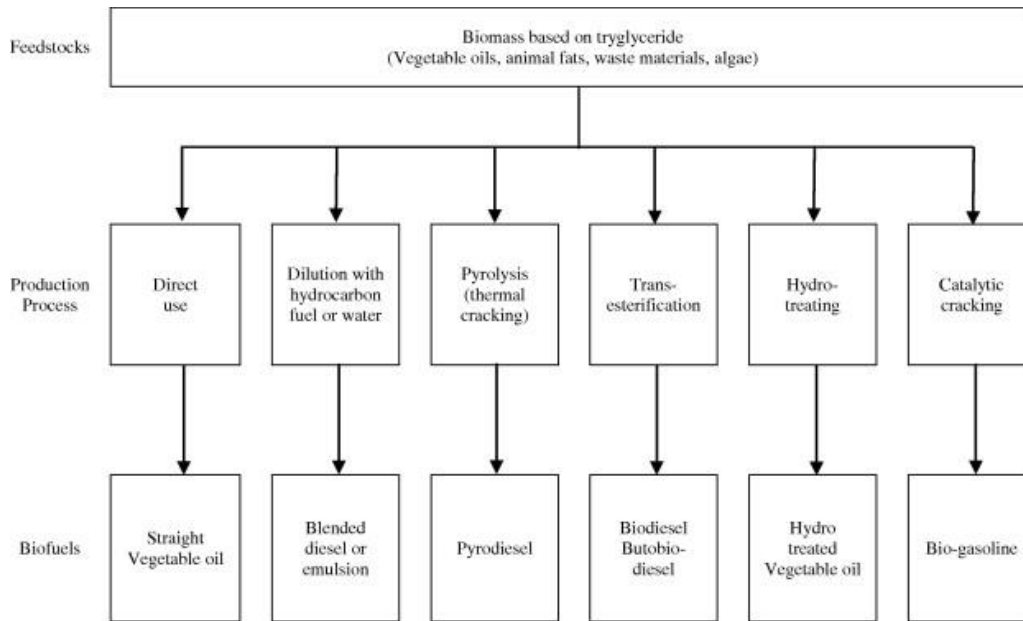 Feedstocks
Biomass based on tryglyceride
(Vegetable oils, animal fats, waste materials, algae)
Production
Process
Direct
use
Dilution with
hydrocarbon
fuel or water
Pyrolysis
(thermal
cracking)
Trans-
esterification
Hydro-
treating
Catalytic
cracking
Biofuels
Straight
Vegetable oil
Blended
diesel or
emulsion
Pyrodiesel
Biodiesel
Butobio-
diesel
Hydro
treated
Vegetable oil
Bio-gasoline